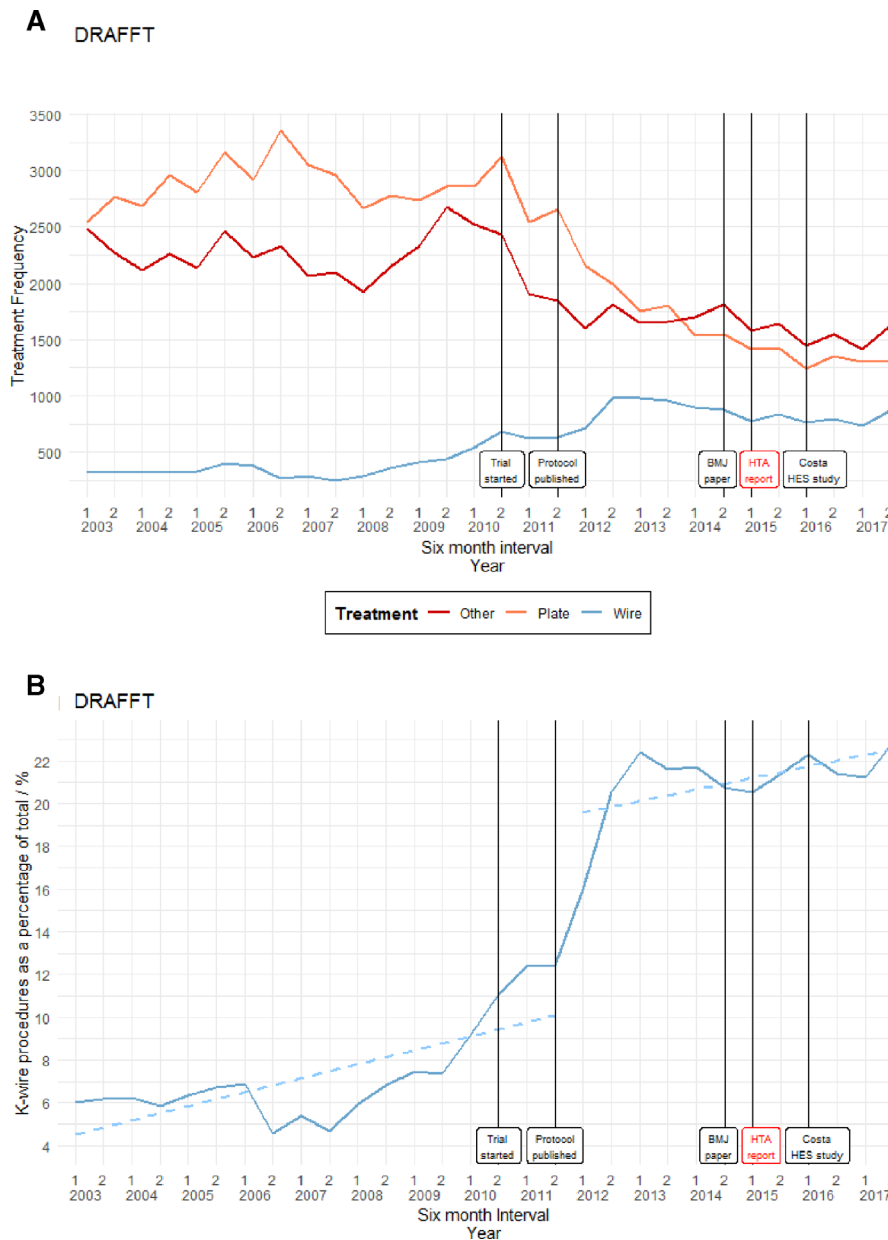 A
DRAFFT
3500
3000
2500
2000
1500
1000
500
Treatment Frequency
Trial
started
Protocol
published
BMJ
paper
HTA
report
Costa
HES study
1 2 1 2 1 2 1 2 1 2 1 2 1 2 1 2 1 2 1 2 1 2 1 2 1 2 1 2 1 2
2003 2004 2005 2006 2007 2008 2009 2010 2011 2012 2013 2014 2015 2016 2017
Six month interval
Year
Treatment Other Plate Wire
B
DRAFFT
22
20
18
16
14
12
10
8
6
4
K-wire procedures as a percentage of total / %
Trial
started
Protocol
published
BMJ
paper
HTA
report
Costa
HES study
1 2 1 2 1 2 1 2 1 2 1 2 1 2 1 2 1 2 1 2 1 2 1 2 1 2 1 2 1
2003 2004 2005 2006 2007 2008 2009 2010 2011 2012 2013 2014 2015 2016 2017
Six month Interval
Year